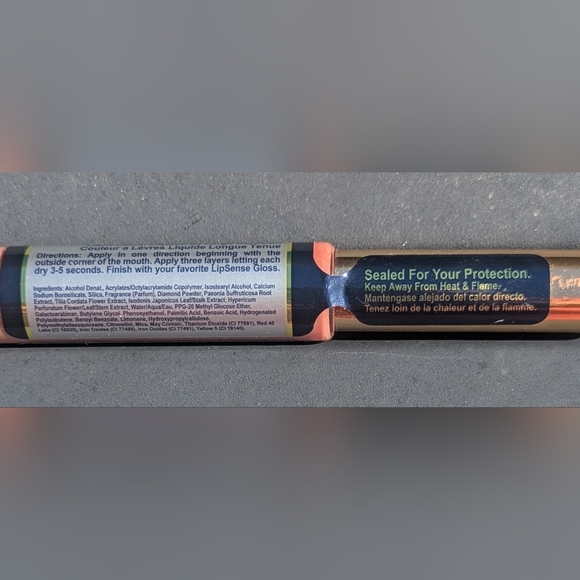 Couleur à Lèvres Liquide Longue Tenue
Directions: Apply in one direction beginning with the
outside corner of the mouth. Apply three layers letting each
dry 3-5 seconds. Finish with your favorite LipSense Gloss.
Ingredients: Alcohol Denat., Acrylates/Octylacrylamide Copolymer, Isostearyl Alcohol, Calcium
Sodium Borosilicate, Silica, Fragrance (Parfum), Diamond Powder, Paeonia Suffruticosa Root
Extract, Tilia Cordata Flower Extract, Isodonis Japonicus Leaf/Stalk Extract, Hypericum
Perforatum Flower/Leaf/Stem Extract, Water/Aqua/Eau, PPG-20 Methyl Glucose Ether,
Galactoarabinan, Butylene Glycol, Phenoxyethanol, Palmitic Acid, Benzoic Acid, Hydrogenated
Polyisobutene, Benzyl Benzoate, Limonene, Hydroxypropylcellulose,
Polymethylsilsesquioxane, Citronellol, Mica. May Contain. Titanium Dioxide (CI 77891), Red 40
Lake (CI 16035), Iron Oxides (CI 77499), Iron Oxides (CI 77491), Yellow 5 (CI 19140).
Sealed For Your Protection.
Keep Away From Heat & Flame.
Mantengase alejado del calor directo.
Tenez loin de la chaleur et de la flamme.